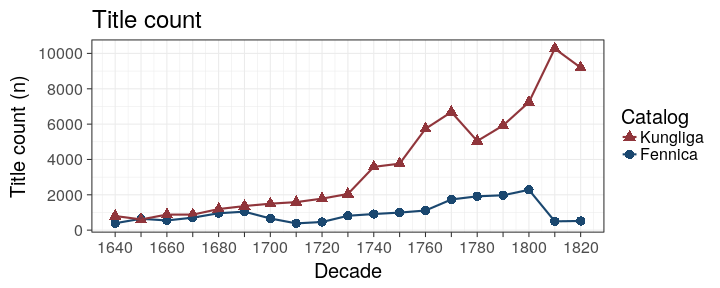 Title count
Title count (n)
10000
8000
6000
4000
2000
0
1640 1660 1680 1700 1720 1740 1760 1780 1800 1820
Decade
Catalog
Kungliga
Fennica